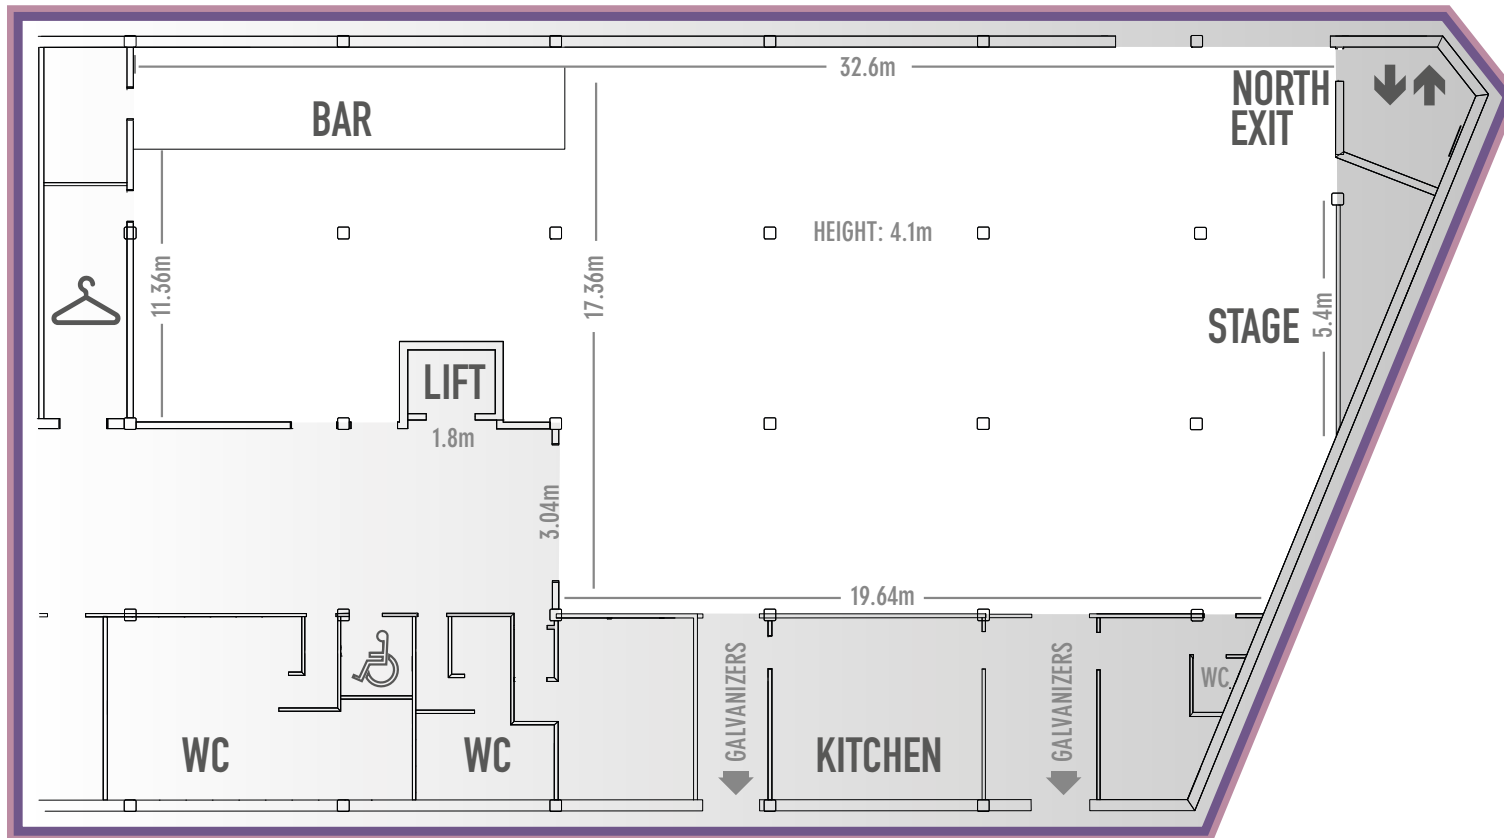 32.6m
NORTH
EXIT
BAR
HEIGHT: 4.1m
11.36m
17.36m
STAGE
5.4m
LIFT
1.8m
3.04m
19.64m
GALVANIZERS
GALVANIZERS
WC
WC
WC
KITCHEN